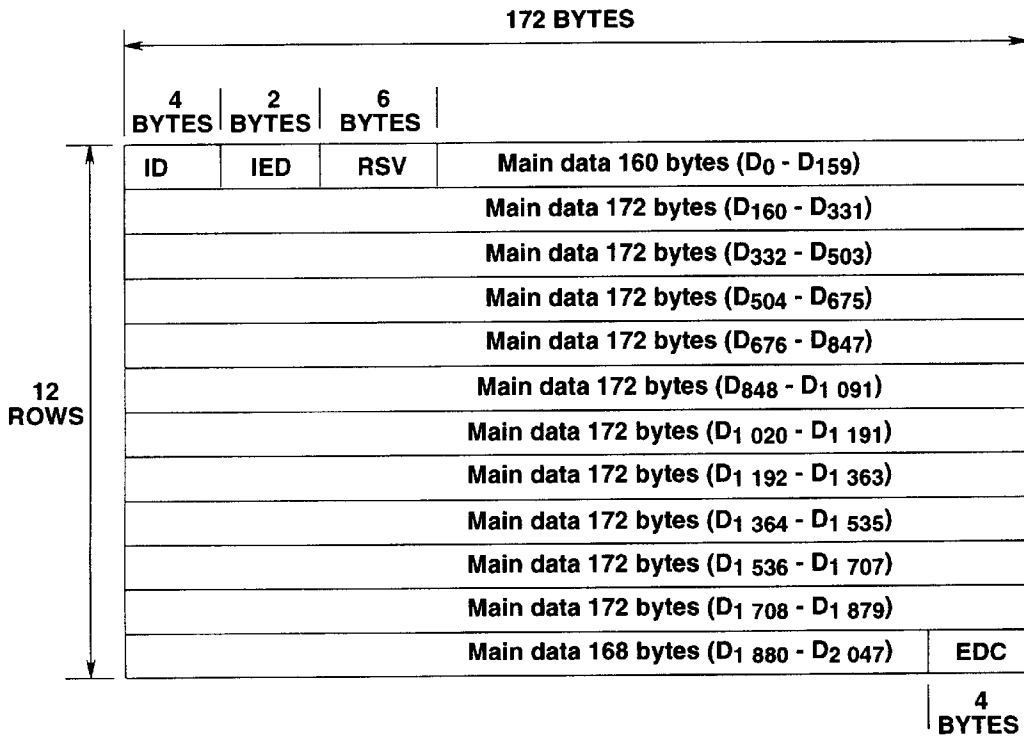 172 BYTES
4 2 6
BYTES BYTES BYTES
ID IED RSV Main data 160 bytes (D0 - D159)
Main data 172 bytes (D160 - D331)
Main data 172 bytes (D332 - D503)
Main data 172 bytes (D504 - D675)
Main data 172 bytes (D676 - D847)
Main data 172 bytes (D848 - D1 091)
12
ROWS
Main data 172 bytes (D1 020 - D1 191)
Main data 172 bytes (D1 192 - D1 363)
Main data 172 bytes (D1 364 - D1 535)
Main data 172 bytes (D1 536 - D1 707)
Main data 172 bytes (D1 708 - D1 879)
Main data 168 bytes (D1 880 - D2 047) EDC
4
BYTES